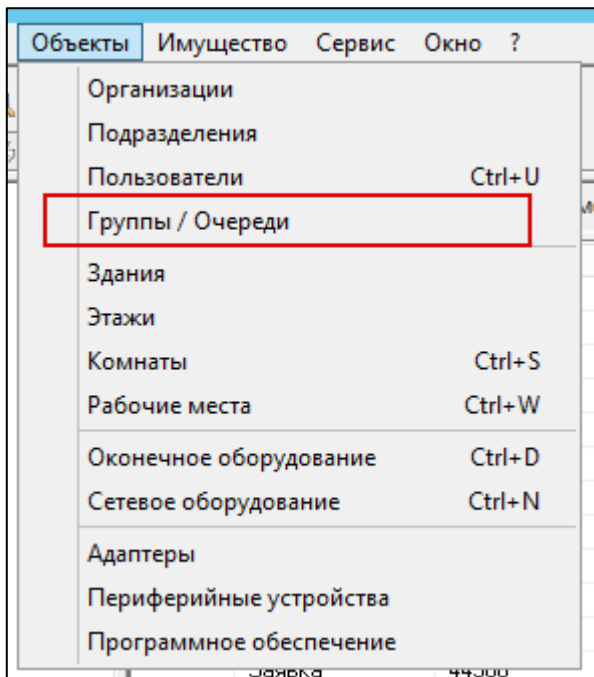 Объекты Имущество Сервис Окно ?
Организации
Подразделения
Пользователи Ctrl+U
Группы / Очереди
Здания
Этажи
Комнаты Ctrl+S
Рабочие места Ctrl+W
Оконечное оборудование Ctrl+D
Сетевое оборудование Ctrl+N
Адаптеры
Периферийные устройства
Программное обеспечение